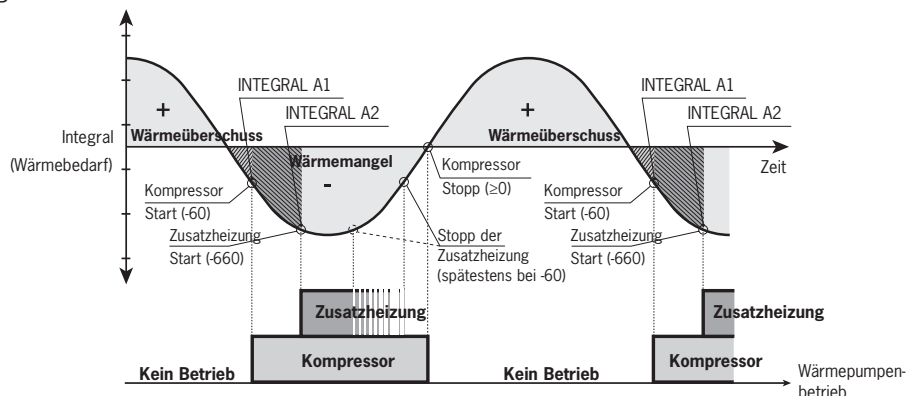 INTEGRAL A1
INTEGRAL A2
INTEGRAL A1
INTEGRAL A2
+
+
Integral
(Wärmebedarf)
Wärmeüberschuss
Wärmeüberschuss
Wärmemangel
-
Zeit
Kompressor
Stopp (≥0)
Kompressor
Start (-60)
Kompressor
Start (-60)
Zusatzheizung
Start (-660)
Stopp der
Zusatzheizung
(spätestens bei -60)
Zusatzheizung
Start (-660)
Zusatzheizung
Zusatzheizung
Kompressor
Kompressor
Kein Betrieb
Kein Betrieb
Wärmepumpen-
betrieb